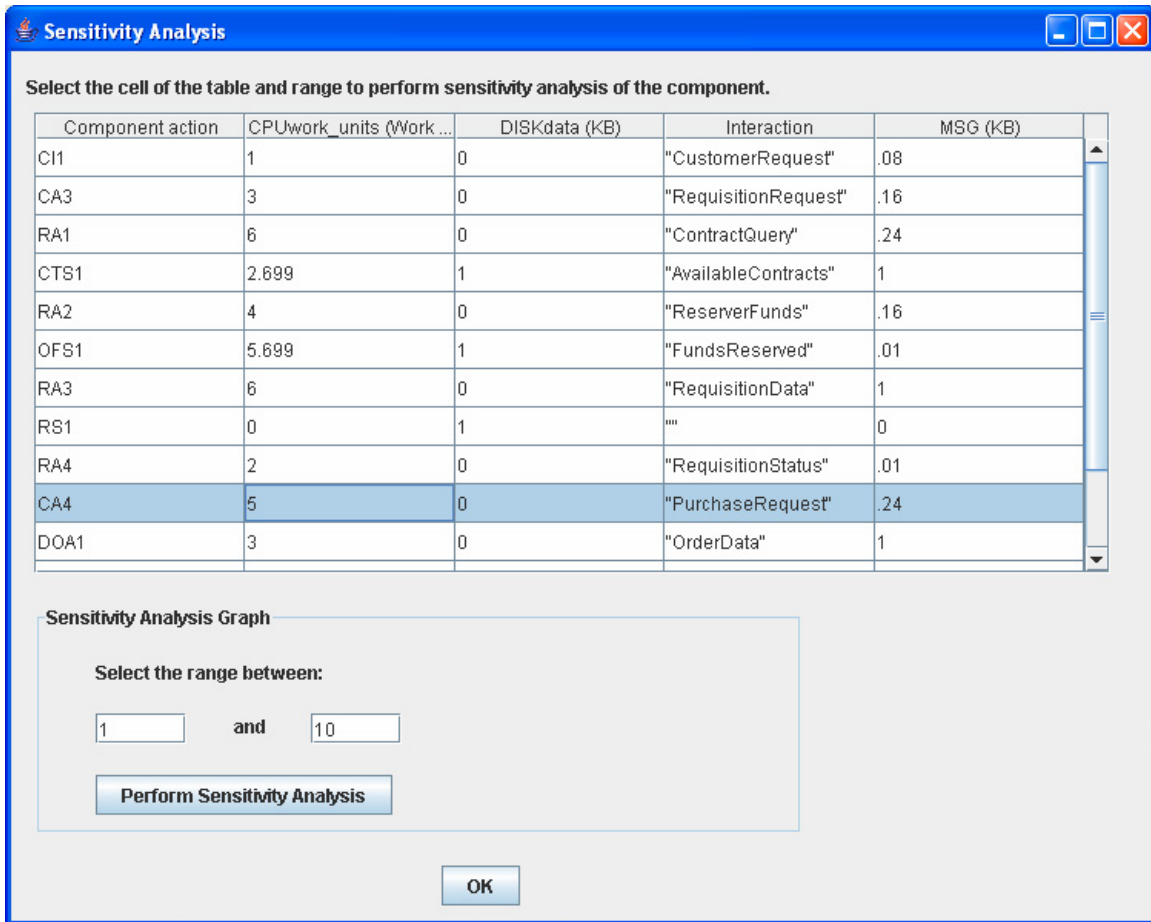 Sensitivity Analysis
Select the cell of the table and range to perform sensitivity analysis of the component.
Component action CPUwork_units (Work ... DISKdata (KB) Interaction MSG (KB)
CI1 1 0 "CustomerRequest" .08
CA3 3 0 "RequisitionRequest" .16
RA1 6 0 "ContractQuery" .24
CTS1 2.699 1 "AvailableContracts" 1
RA2 4 0 "ReserverFunds" .16
OFS1 5.699 1 "FundsReserved" .01
RA3 6 0 "RequisitionData" 1
RS1 0 1 "" 0
RA4 2 0 "RequisitionStatus" .01
CA4 5 0 "PurchaseRequest" .24
DOA1 3 0 "OrderData" 1
Sensitivity Analysis Graph
Select the range between:
1 and 10
Perform Sensitivity Analysis
OK